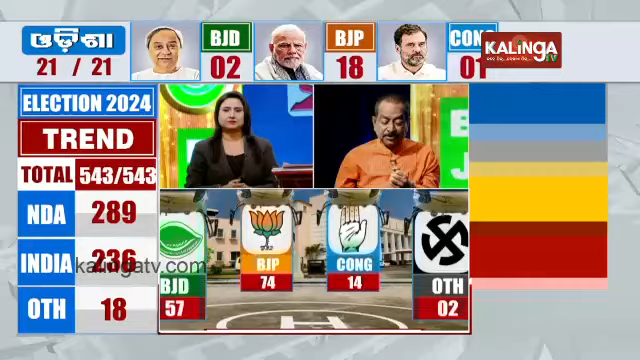 ଓଡ଼ିଶା
21 / 21
BJD
02
BJP
18
CONG
01
KALINGA TV
ELECTION 2024
TREND
TOTAL 543/543
NDA 289
INDIA 236
OTH 18
kalingatv.com
BJD
57
BJP
74
CONG
14
OTH
02